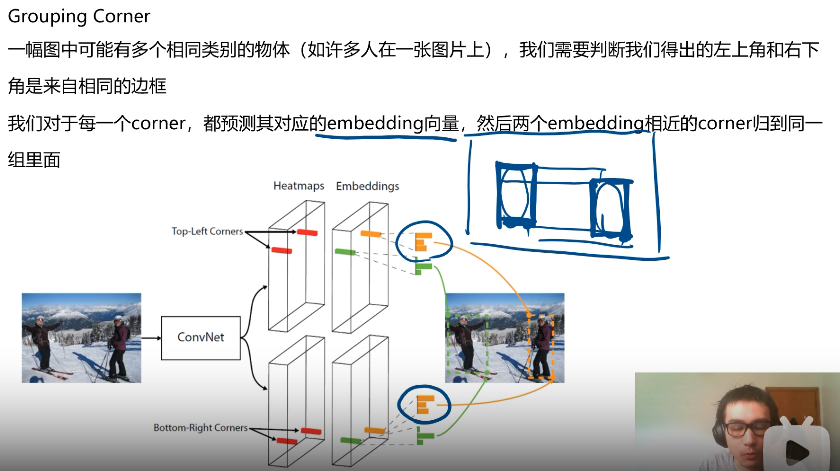 Grouping Corner
一幅图中可能有多个相同类别的物体（如许多人在一张图片上），我们需要判断我们得出的左上角和右下
角是来自相同的边框
我们对于每一个corner，都预测其对应的embedding向量，然后两个embedding相近的corner归到同一
组里面
Heatmaps
Embeddings
Top-Left Corners
ConvNet
Bottom-Right Corners